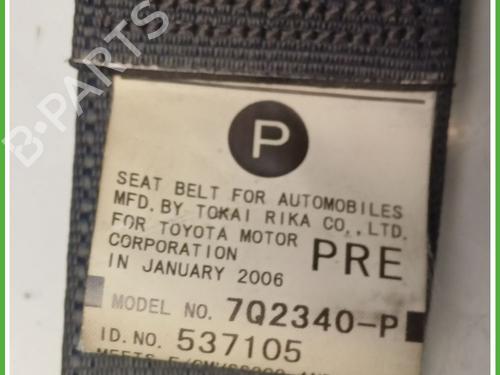 B-PARTS
P
SEAT BELT FOR AUTOMOBILES
MFD. BY TOKAI RIKA CO., LTD.
FOR TOYOTA MOTOR
CORPORATION PRE
IN JANUARY 2006
MODEL NO. 7Q2340-P
ID. NO. 537105
MEETS